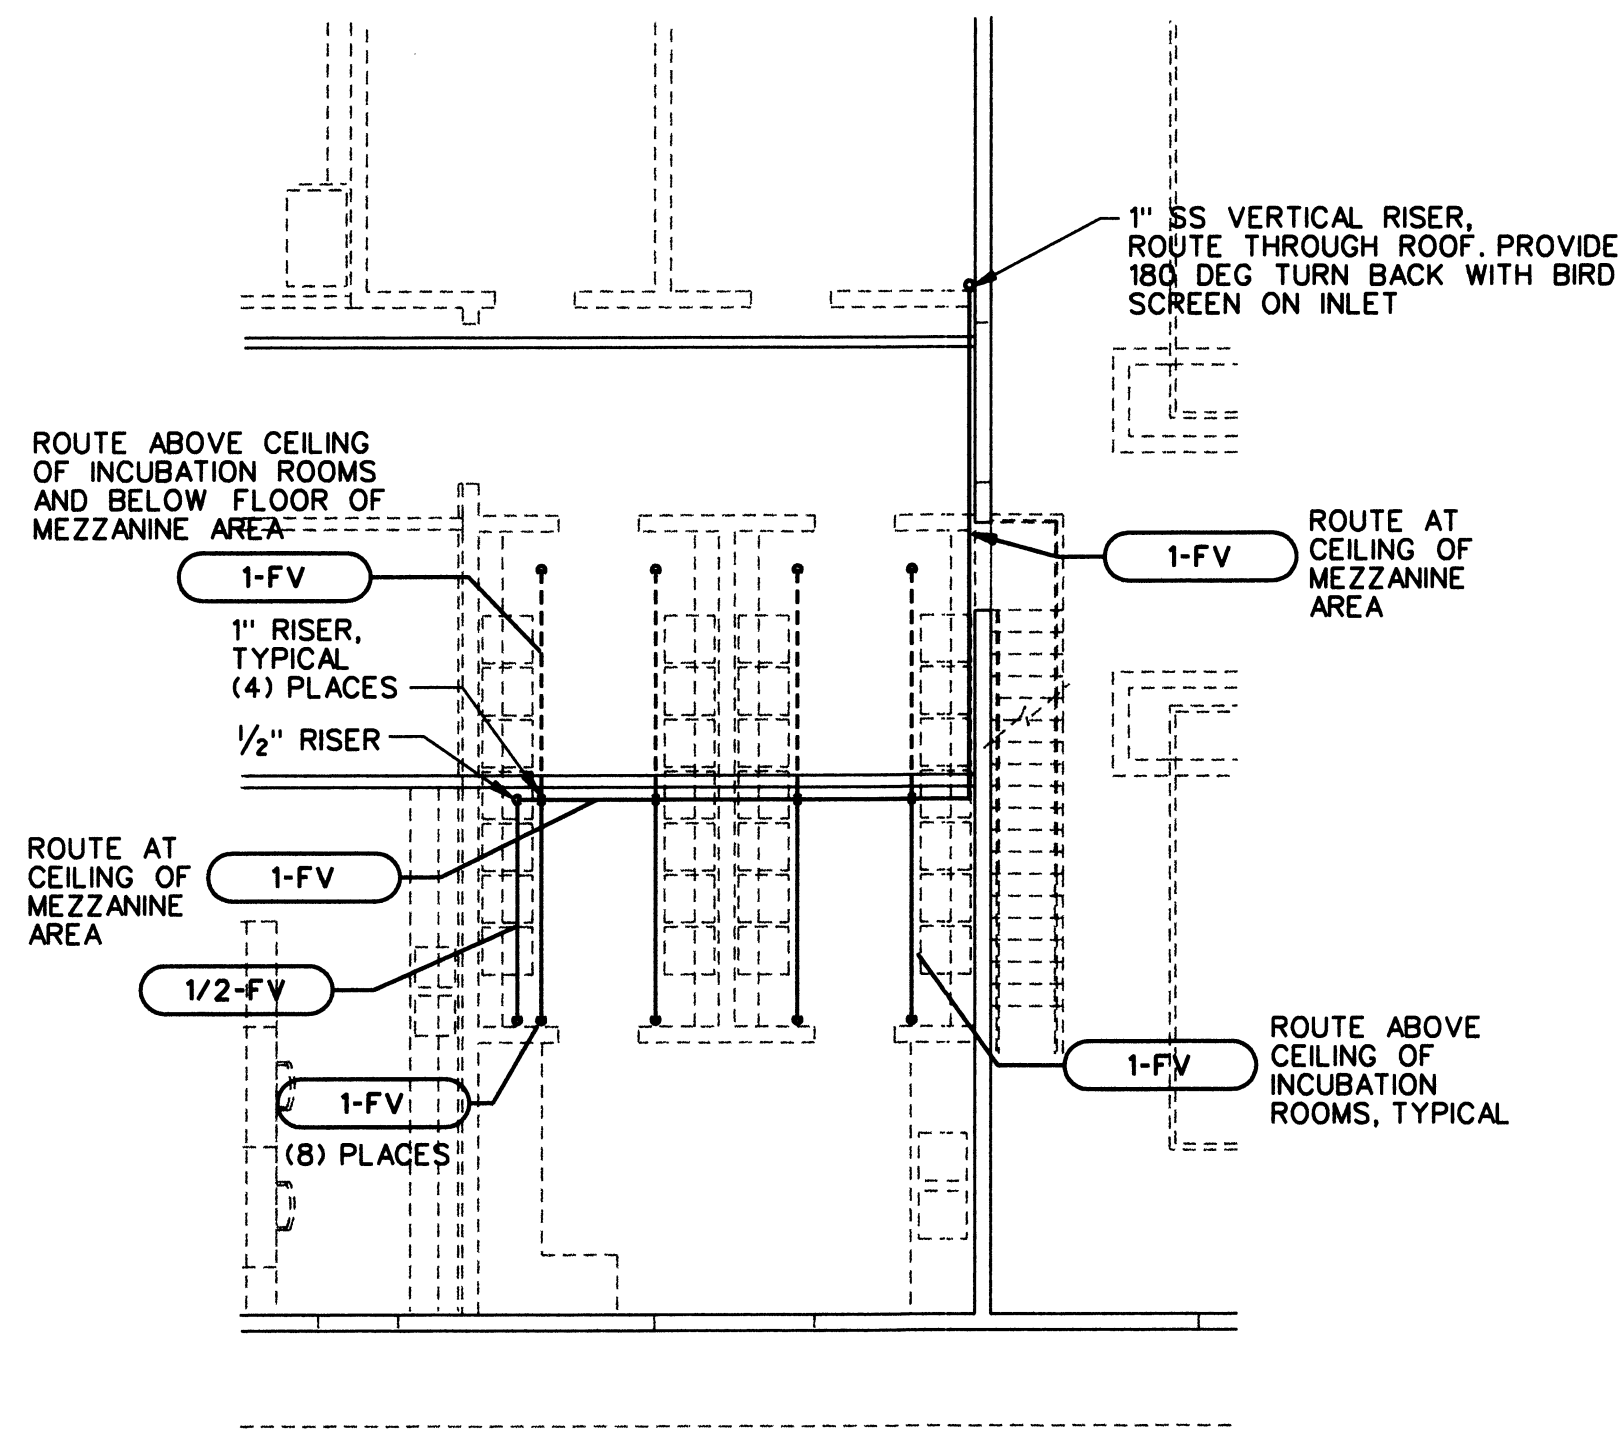 1" SS VERTICAL RISER,
ROUTE THROUGH ROOF. PROVIDE
180 DEG TURN BACK WITH BIRD
SCREEN ON INLET
ROUTE ABOVE CEILING
OF INCUBATION ROOMS
AND BELOW FLOOR OF
MEZZANINE AREA
1-FV
1" RISER,
TYPICAL
(4) PLACES
1/2" RISER
ROUTE AT
CEILING OF
MEZZANINE
AREA
1-FV
1-FV
ROUTE AT
CEILING OF
MEZZANINE
AREA
1/2-FV
1-FV
(8) PLACES
1-FV
ROUTE ABOVE
CEILING OF
INCUBATION
ROOMS, TYPICAL